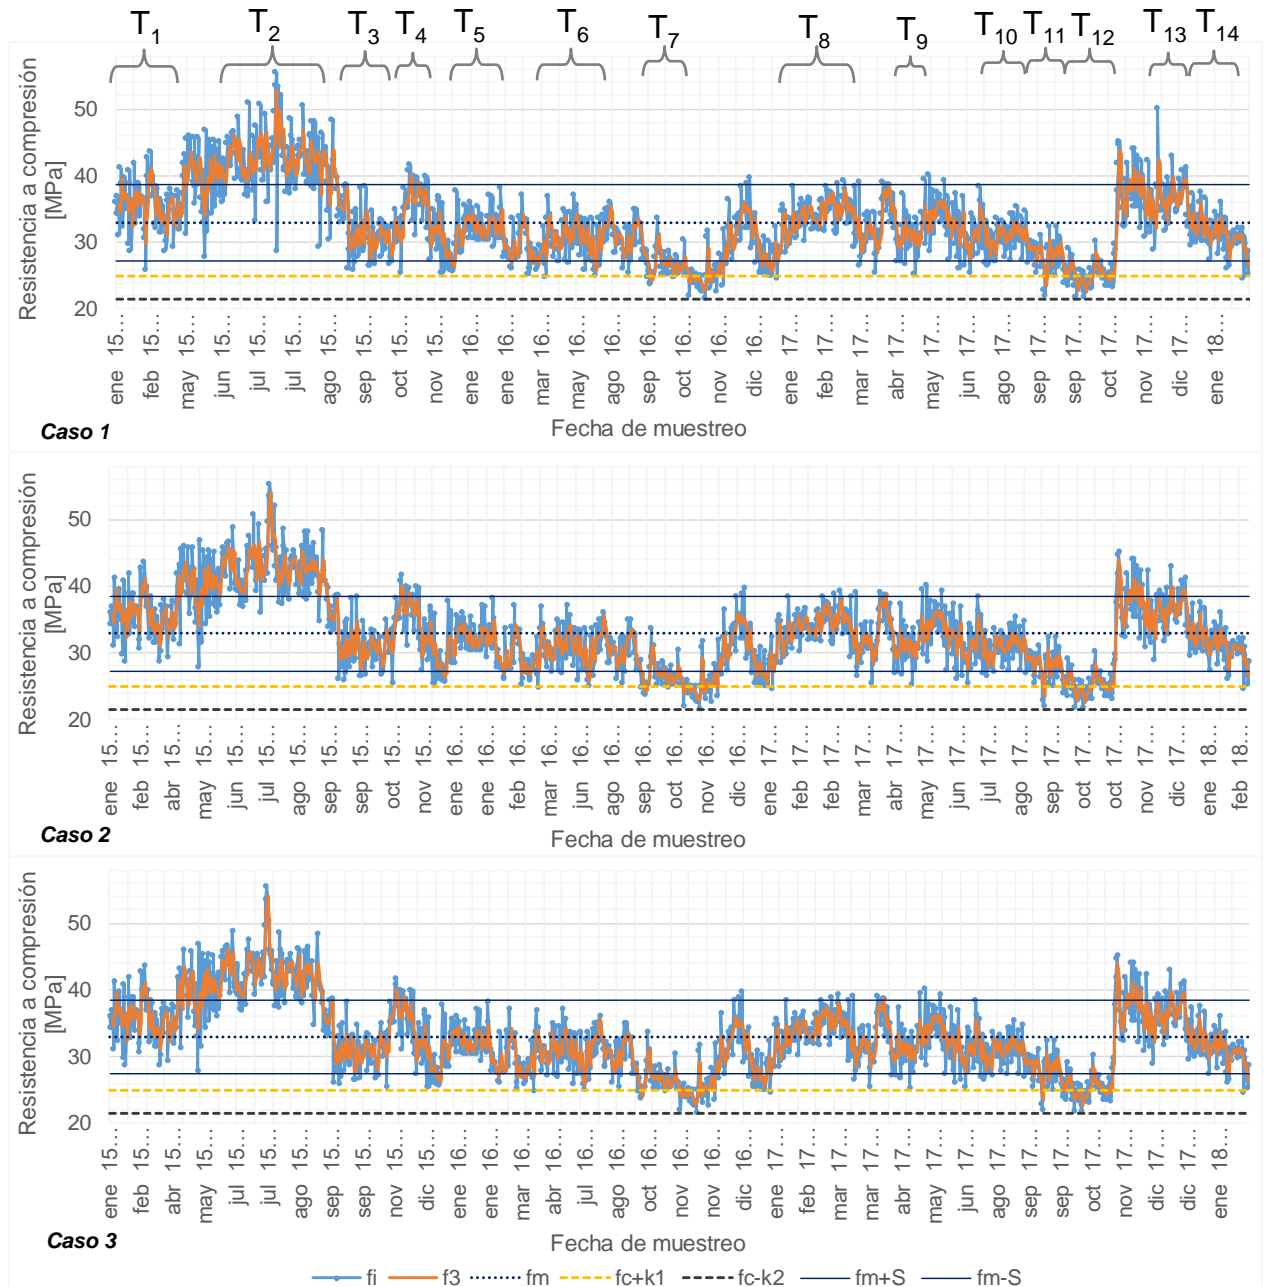 T1 T2 T3 T4 T5 T6 T7 T8 T9 T10 T11 T12 T13 T14
Resistencia a compresión
[MPa]
50
40
30
20
ene 15… feb 15… may 15… jun 15… jul 15… jul 15… ago 15… sep 15… oct 15… nov 15… ene 16… ene 16… mar 16… abr 16… jun 16… ago 16… sep 16… oct 16… nov 16… dic 16… ene 17… feb 17… mar 17… abr 17… may 17… jun 17… ago 17… sep 17… sep 17… oct 17… nov 17… dic 17… ene 18…
Caso 1
Fecha de muestreo
Resistencia a compresión
[MPa]
50
40
30
20
ene 15… feb 15… abr 15… may 15… jun 15… jul 15… ago 15… sep 15… sep 15… oct 15… nov 15… ene 16… ene 16… feb 16… abr 16… jun 16… ago 16… sep 16… oct 16… nov 16… dic 16… ene 17… feb 17… mar 17… abr 17… may 17… jun 17… jul 17… ago 17… sep 17… oct 17… nov 17… nov 17… dic 17… ene 18… feb 18…
Caso 2
Fecha de muestreo
Resistencia a compresión
[MPa]
50
40
30
20
ene 15… feb 15… abr 15… may 15… jul 15… jul 15… ago 15… sep 15… sep 15… nov 15… dic 15… ene 16… ene 16… mar 16… abr 16… jul 16… ago 16… oct 16… nov 16… nov 16… dic 16… ene 17… feb 17… mar 17… mar 17… may 17… jun 17… jul 17… ago 17… sep 17… oct 17… nov 17… dic 17… dic 17… ene 18…
Caso 3
Fecha de muestreo
fi f3 fm fc+k1 fc-k2 fm+S fm-S